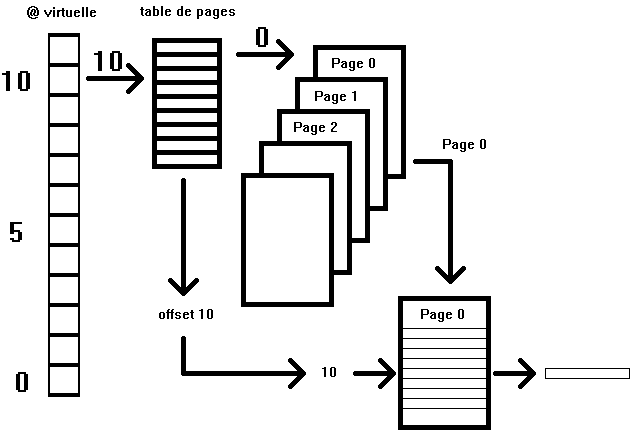 @ virtuelle
table de pages
10
10
0
Page 0
Page 1
Page 2
Page 0
5
offset 10
Page 0
0
10